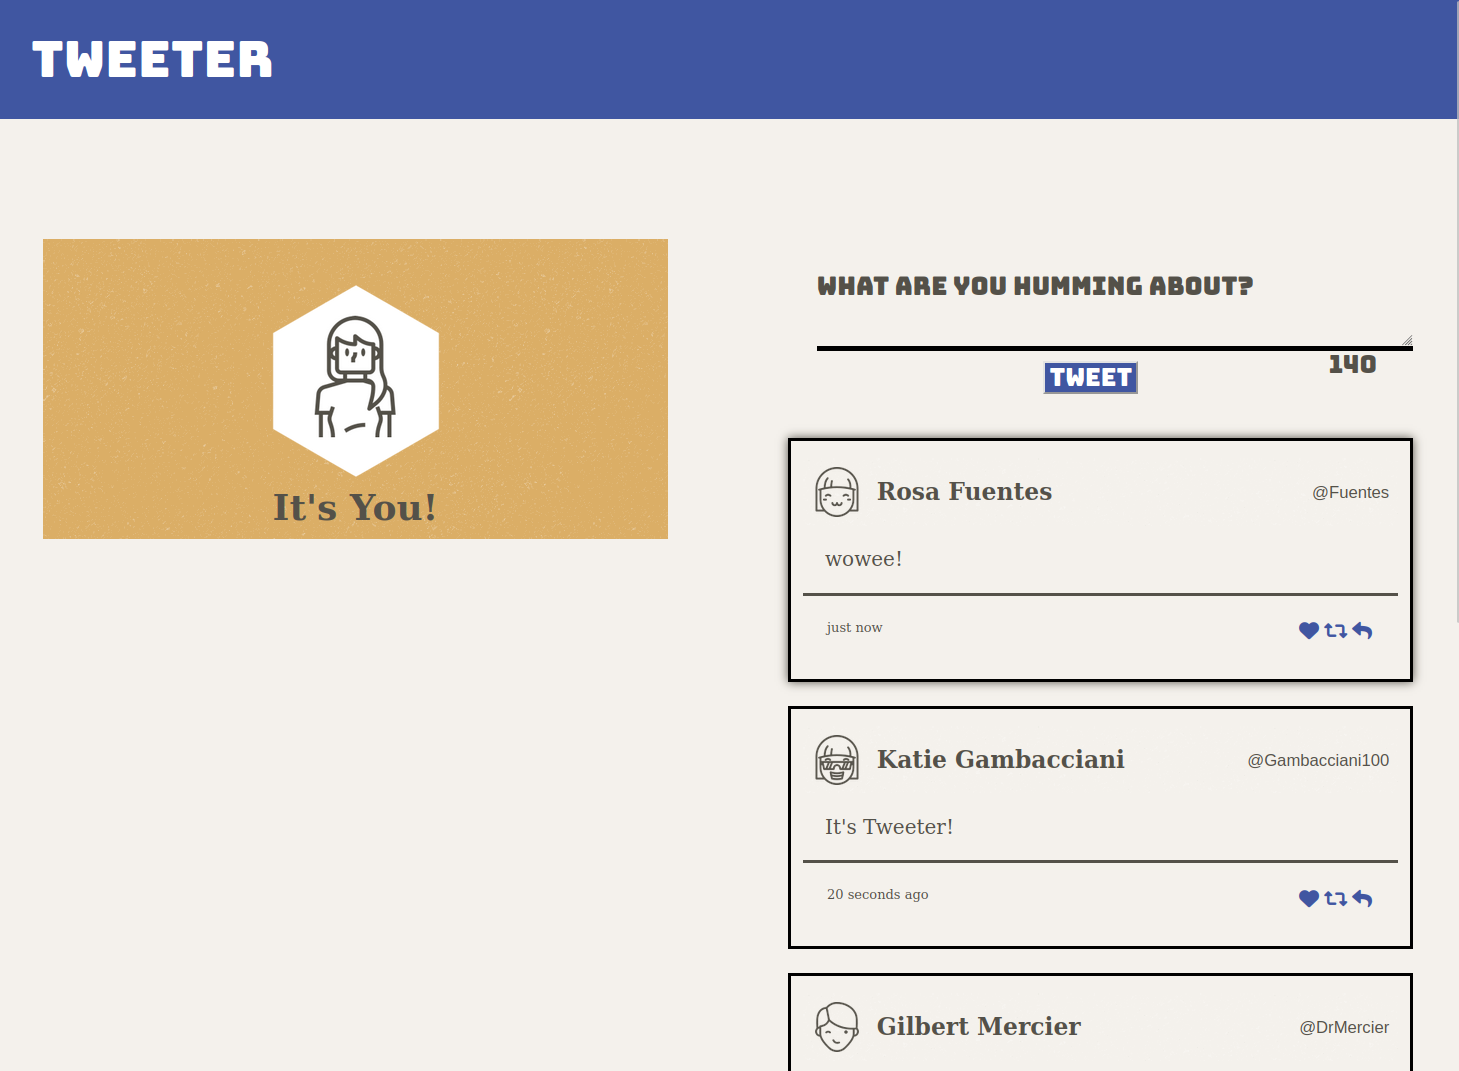 TWEETER
It's You!
WHAT ARE YOU HUMMING ABOUT?
140
TWEET
Rosa Fuentes
@Fuentes
wowee!
just now
Katie Gambacciani
@Gambacciani100
It's Tweeter!
20 seconds ago
Gilbert Mercier
@DrMercier